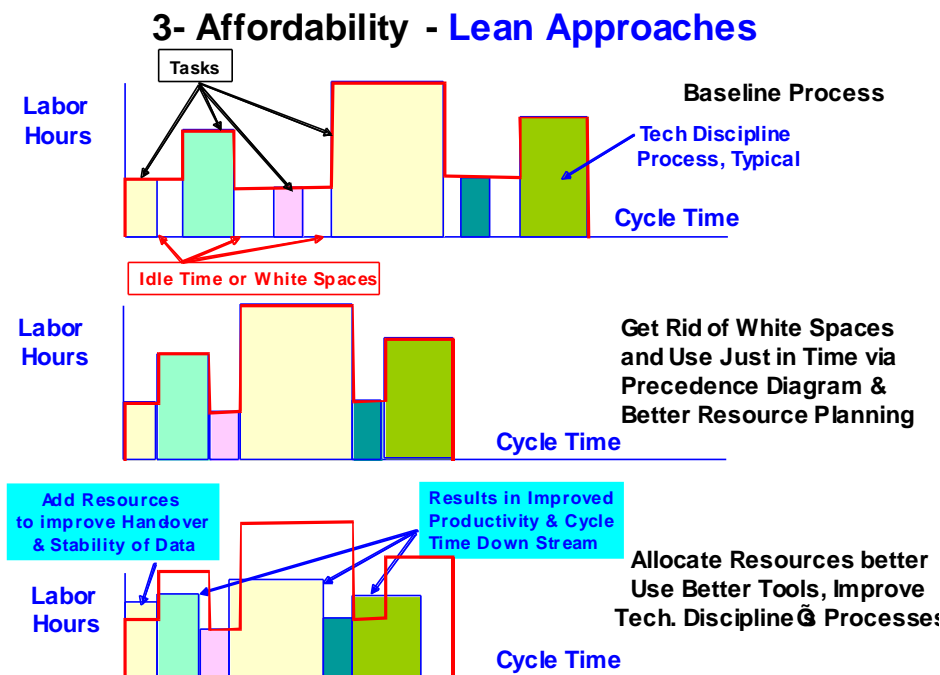 3- Affordability - Lean Approaches
Tasks
Labor
Hours
Baseline Process
Tech Discipline
Process, Typical
Cycle Time
Idle Time or White Spaces
Labor
Hours
Get Rid of White Spaces
and Use Just in Time via
Precedence Diagram &
Better Resource Planning
Cycle Time
Add Resources
to improve Handover
& Stability of Data
Results in Improved
Productivity & Cycle
Time Down Stream
Labor
Hours
Allocate Resources better
Use Better Tools, Improve
Tech. Discipline Õs Processes
Cycle Time